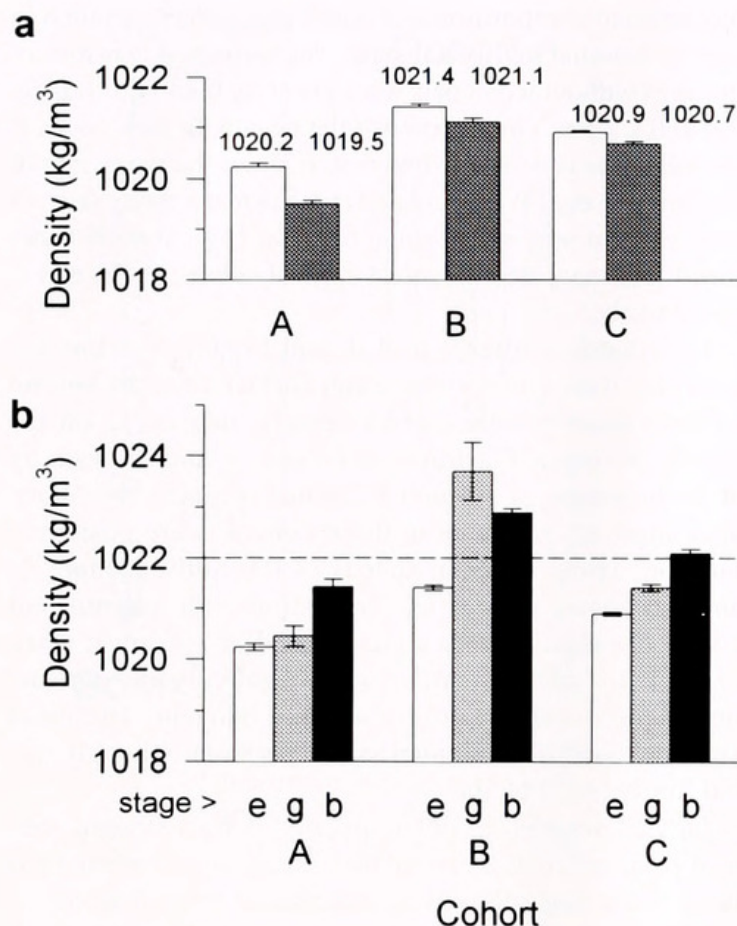 a
Density (kg/m³)
1022
1020
1018
1020.2 1019.5
1021.4 1021.1
1020.9 1020.7
A B C
b
Density (kg/m³)
1024
1022
1020
1018
stage > e g b e g b e g b
A B C
Cohort